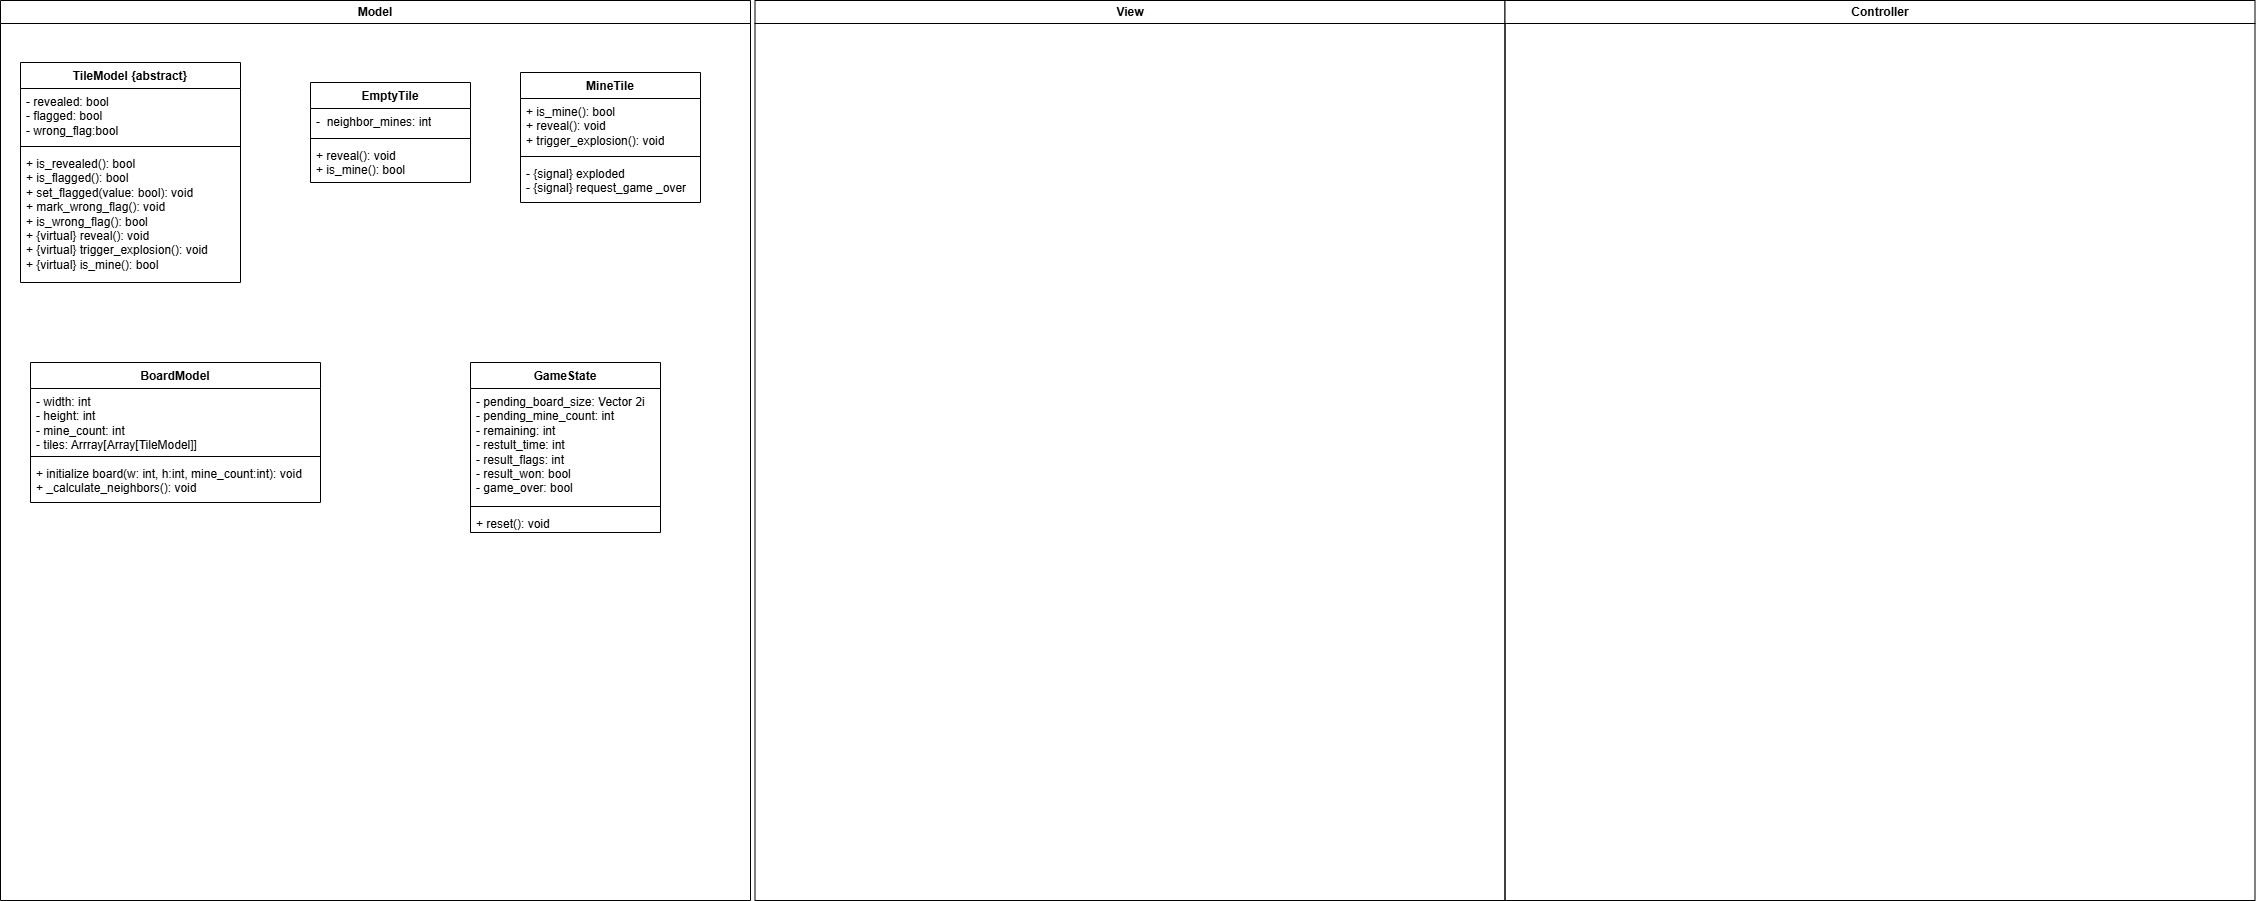 Model
View
Controller
TileModel {abstract}
- revealed: bool
- flagged: bool
- wrong_flag:bool
+ is_revealed(): bool
+ is_flagged(): bool
+ set_flagged(value: bool): void
+ mark_wrong_flag(): void
+ is_wrong_flag(): bool
+ {virtual} reveal(): void
+ {virtual} trigger_explosion(): void
+ {virtual} is_mine(): bool
EmptyTile
- neighbor_mines: int
+ reveal(): void
+ is_mine(): bool
MineTile
+ is_mine(): bool
+ reveal(): void
+ trigger_explosion(): void
- {signal} exploded
- {signal} request_game _over
BoardModel
- width: int
- height: int
- mine_count: int
- tiles: Arrray[Array[TileModel]]
+ initialize board(w: int, h:int, mine_count:int): void
+ _calculate_neighbors(): void
GameState
- pending_board_size: Vector 2i
- pending_mine_count: int
- remaining: int
- restult_time: int
- result_flags: int
- result_won: bool
- game_over: bool
+ reset(): void